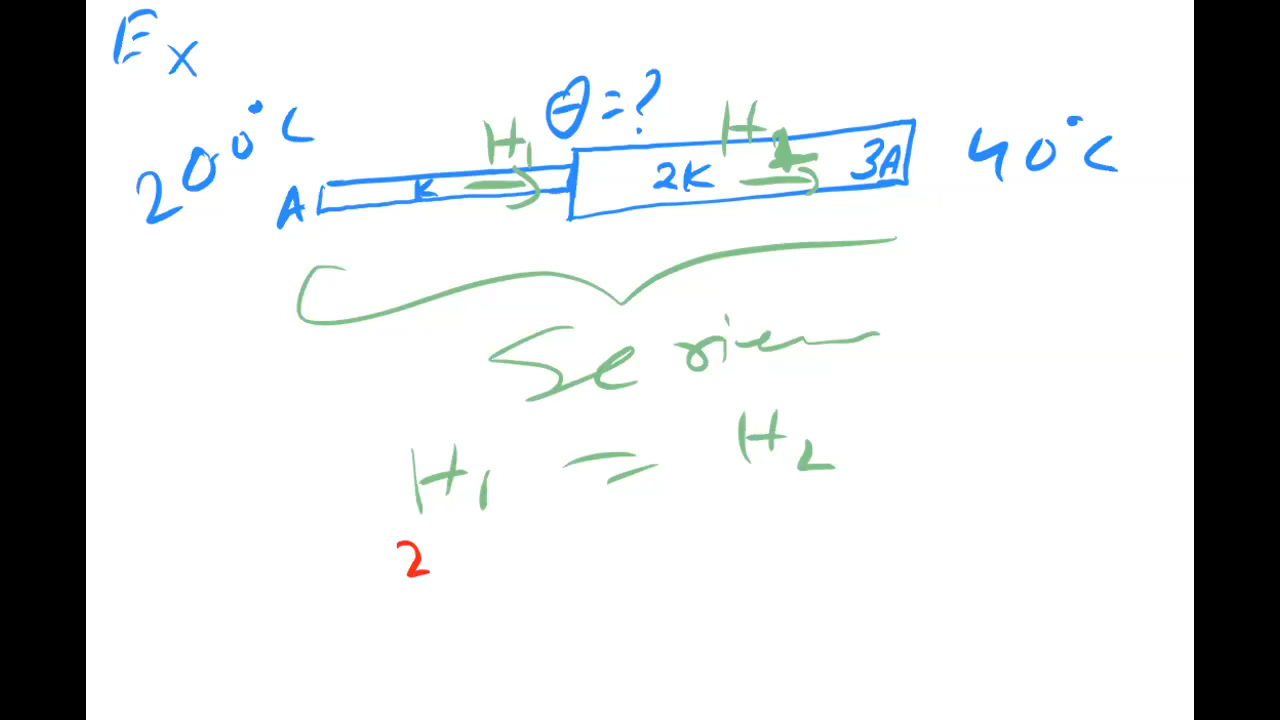 Ex
200°C
θ=?
40°C
H1
H2
A
K
2K
3A
Series
H1 = H2
2